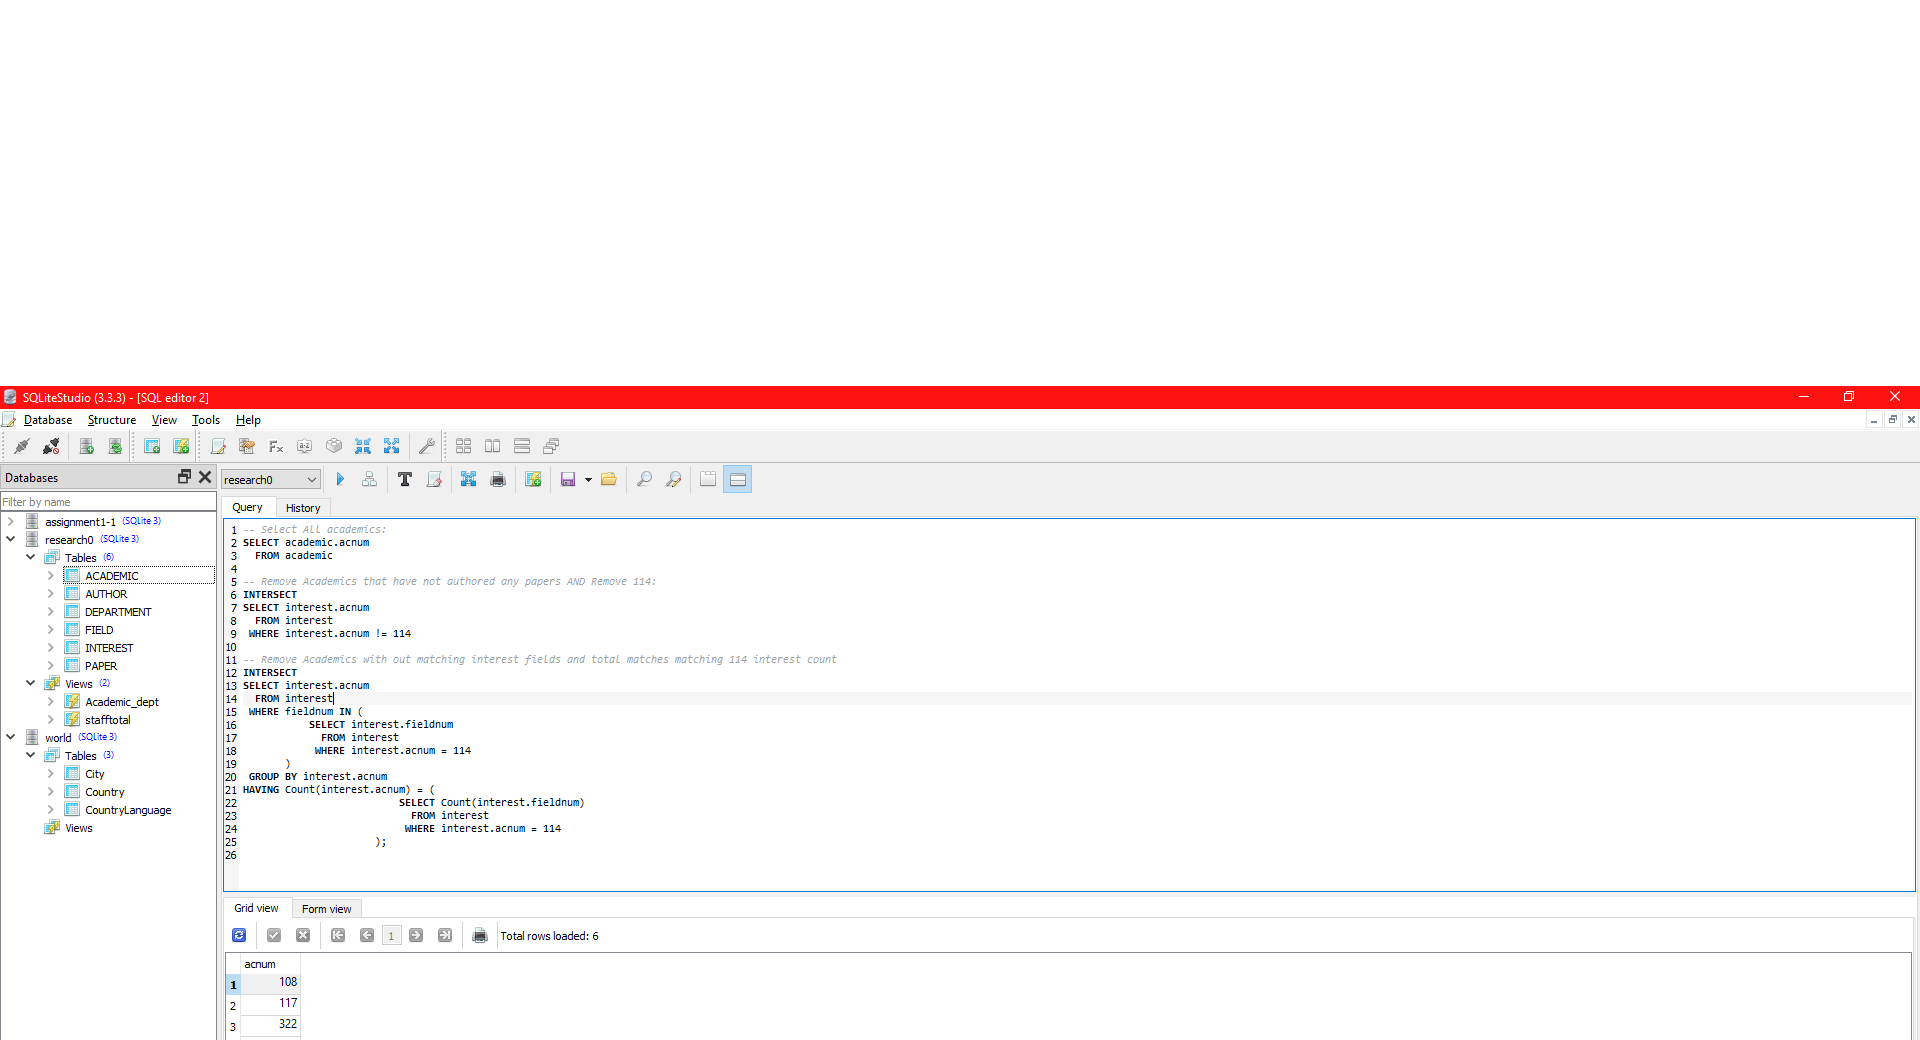 SQLiteStudio (3.3.3) - [SQL editor 2]
Database Structure View Tools Help
Databases
research0
Filter by name
Query History
assignment1-1 (SQLite 3)
research0 (SQLite 3)
Tables (6)
ACADEMIC
AUTHOR
DEPARTMENT
FIELD
INTEREST
PAPER
Views (2)
Academic_dept
stafftotal
world (SQLite 3)
Tables (3)
City
Country
CountryLanguage
Views
1 -- Select All academics:
2 SELECT academic.acnum
3 FROM academic
4
5 -- Remove Academics that have not authored any papers AND Remove 114:
6 INTERSECT
7 SELECT interest.acnum
8 FROM interest
9 WHERE interest.acnum != 114
10
11 -- Remove Academics with out matching interest fields and total matches matching 114 interest count
12 INTERSECT
13 SELECT interest.acnum
14 FROM interest
15 WHERE fieldnum IN (
16 SELECT interest.fieldnum
17 FROM interest
18 WHERE interest.acnum = 114
19 )
20 GROUP BY interest.acnum
21 HAVING Count(interest.acnum) = (
22 SELECT Count(interest.fieldnum)
23 FROM interest
24 WHERE interest.acnum = 114
25 );
26
Grid view Form view
1 Total rows loaded: 6
acnum
1 108
2 117
3 322